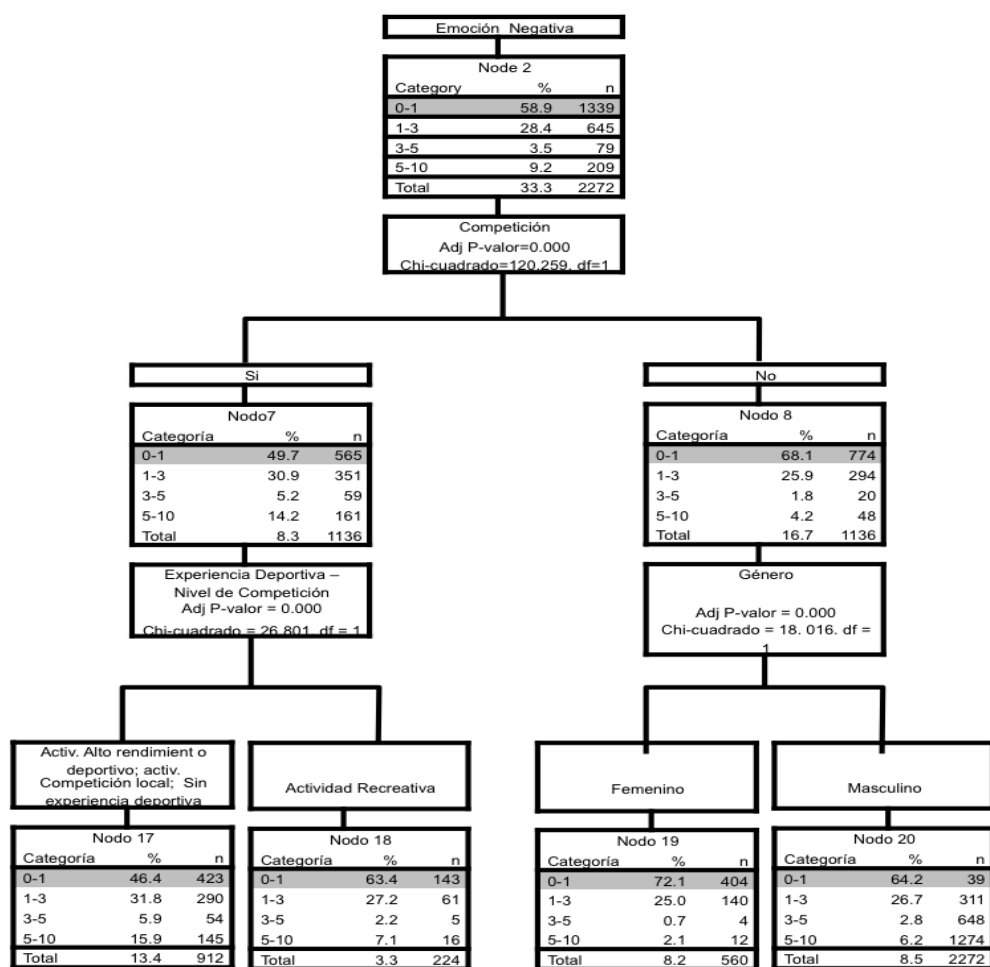 Emoción Negativa
Node 2
Category % n
0-1 58.9 1339
1-3 28.4 645
3-5 3.5 79
5-10 9.2 209
Total 33.3 2272
Competición
Adj P-valor=0.000
Chi-cuadrado=120.259. df=1
Si
Nodo7
Categoría % n
0-1 49.7 565
1-3 30.9 351
3-5 5.2 59
5-10 14.2 161
Total 8.3 1136
Experiencia Deportiva –
Nivel de Competición
Adj P-valor = 0.000
Chi-cuadrado = 26.801. df = 1
No
Nodo 8
Categoría % n
0-1 68.1 774
1-3 25.9 294
3-5 1.8 20
5-10 4.2 48
Total 16.7 1136
Género
Adj P-valor = 0.000
Chi-cuadrado = 18. 016. df =
1
Activ. Alto rendimient o
deportivo; activ.
Competición local; Sin
experiencia deportiva
Nodo 17
Categoría % n
0-1 46.4 423
1-3 31.8 290
3-5 5.9 54
5-10 15.9 145
Total 13.4 912
Actividad Recreativa
Nodo 18
Categoría % n
0-1 63.4 143
1-3 27.2 61
3-5 2.2 5
5-10 7.1 16
Total 3.3 224
Femenino
Nodo 19
Categoría % n
0-1 72.1 404
1-3 25.0 140
3-5 0.7 4
5-10 2.1 12
Total 8.2 560
Masculino
Nodo 20
Categoría % n
0-1 64.2 39
1-3 26.7 311
3-5 2.8 648
5-10 6.2 1274
Total 8.5 2272